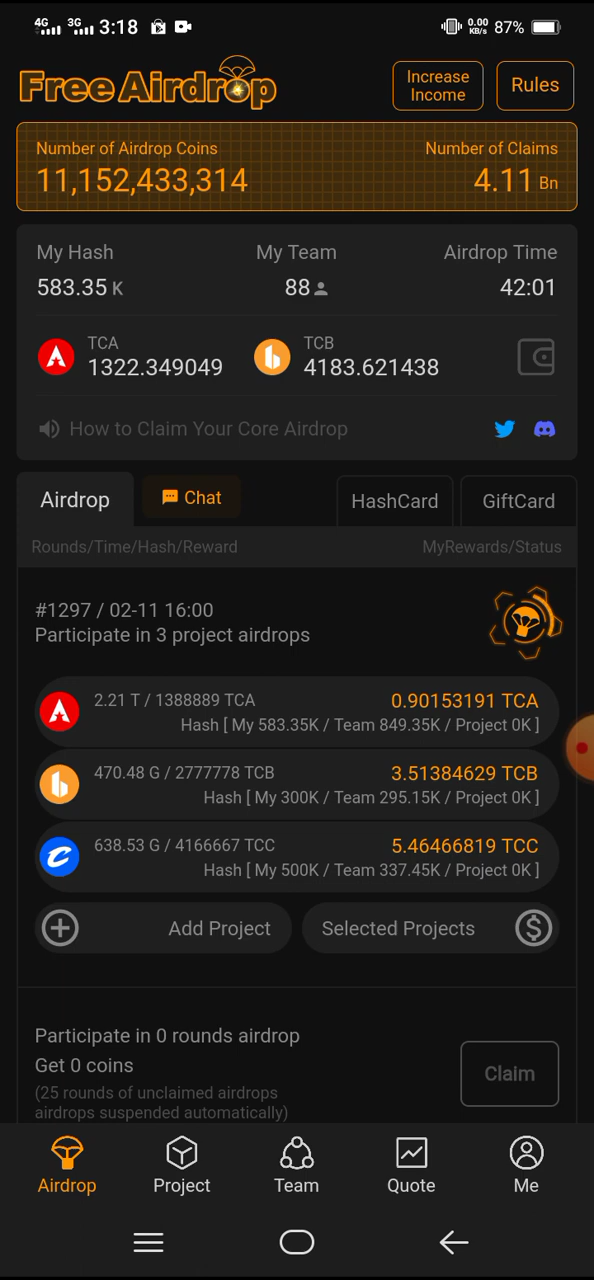 4G 3G 3:18 0.00 KB/s 87%
Free Airdrop
Increase Income
Rules
Number of Airdrop Coins Number of Claims
11,152,433,314 4.11 Bn
My Hash My Team Airdrop Time
583.35 K 88 42:01
TCA TCB
1322.349049 4183.621438
How to Claim Your Core Airdrop
Airdrop Chat HashCard GiftCard
Rounds/Time/Hash/Reward MyRewards/Status
#1297 / 02-11 16:00
Participate in 3 project airdrops
2.21 T / 1388889 TCA 0.90153191 TCA
Hash [ My 583.35K / Team 849.35K / Project 0K ]
470.48 G / 2777778 TCB 3.51384629 TCB
Hash [ My 300K / Team 295.15K / Project 0K ]
638.53 G / 4166667 TCC 5.46466819 TCC
Hash [ My 500K / Team 337.45K / Project 0K ]
Add Project Selected Projects
Participate in 0 rounds airdrop
Get 0 coins
(25 rounds of unclaimed airdrops
airdrops suspended automatically)
Claim
Airdrop Project Team Quote Me